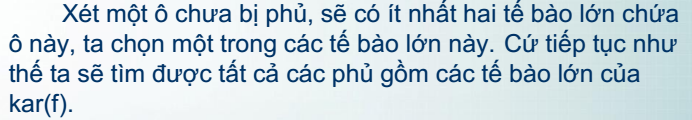 Xét một ô chưa bị phủ, sẽ có ít nhất hai tế bào lớn chứa
ô này, ta chọn một trong các tế bào lớn này. Cứ tiếp tục như
thế ta sẽ tìm được tất cả các phủ gồm các tế bào lớn của
kar(f).